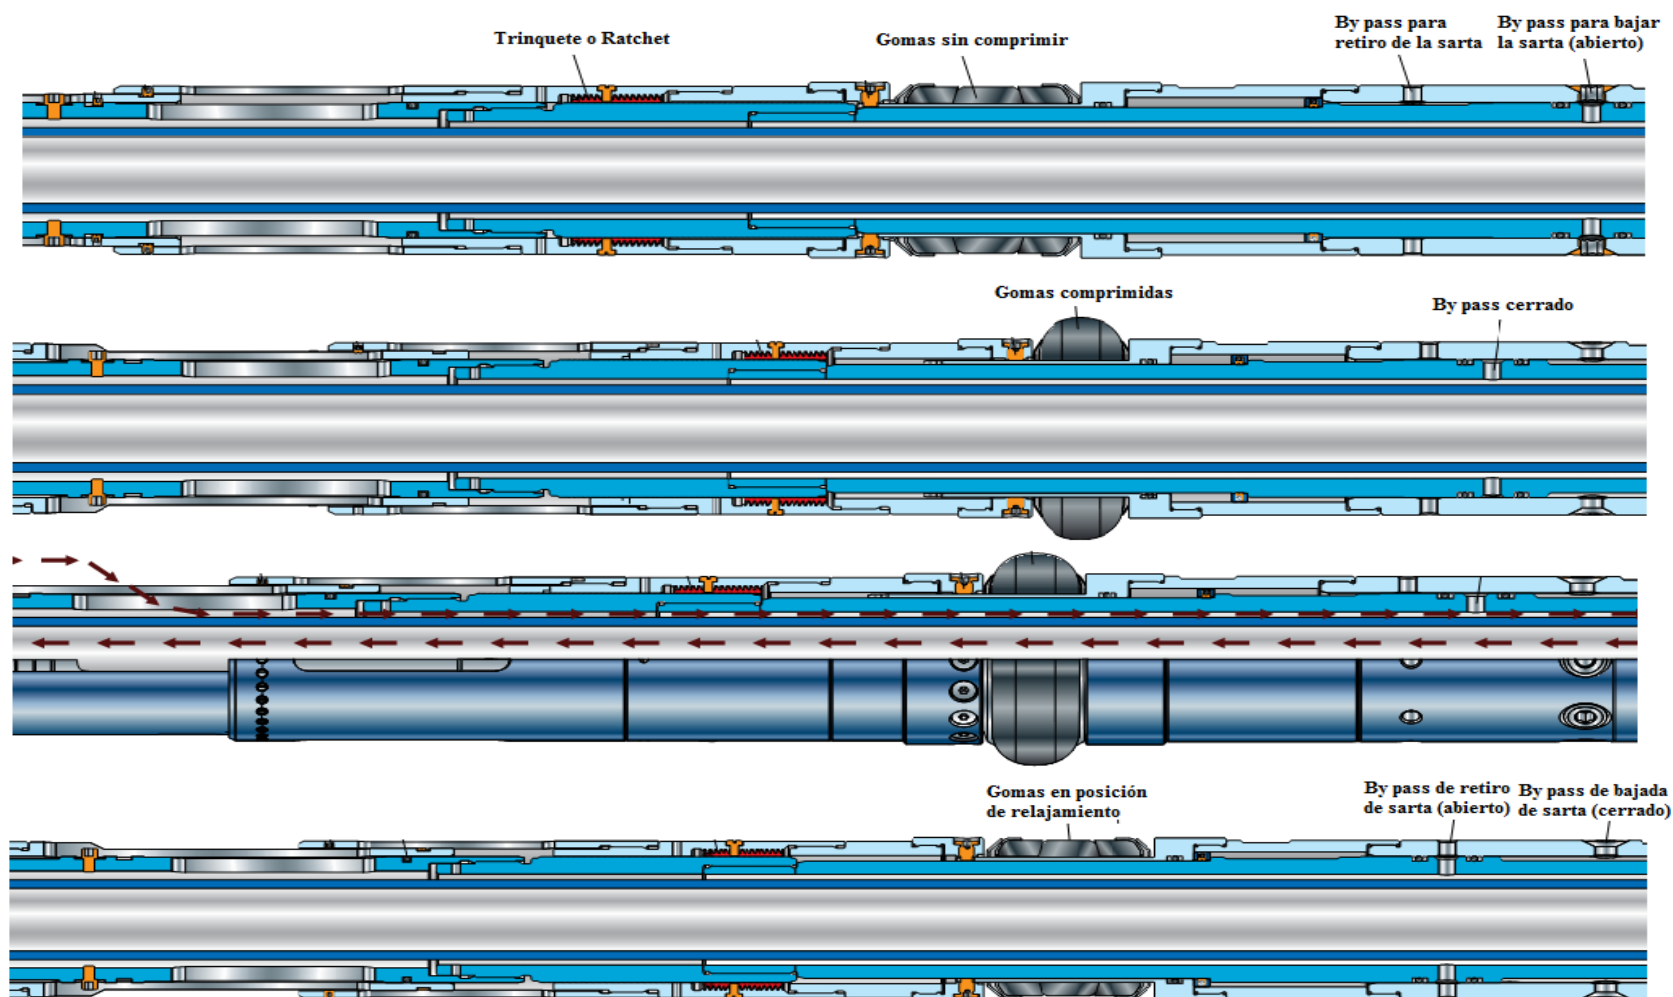 By pass para
retiro de la sarta
By pass para bajar
la sarta (abierto)
Trinquete o Ratchet
Gomas sin comprimir
Gomas comprimidas
By pass cerrado
Gomas en posición
de relajamiento
By pass de retiro
de sarta (abierto)
By pass de bajada
de sarta (cerrado)